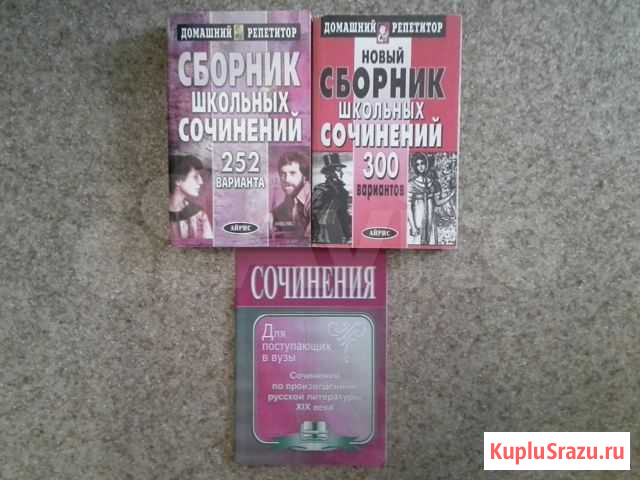 ДОМАШНИЙ РЕПЕТИТОР
СБОРНИК
ШКОЛЬНЫХ
СОЧИНЕНИЙ
252
ВАРИАНТА
АЙРИС
ДОМАШНИЙ РЕПЕТИТОР
НОВЫЙ
СБОРНИК
ШКОЛЬНЫХ
СОЧИНЕНИЙ
300
вариантов
АЙРИС
СОЧИНЕНИЯ
Для
поступающих
в вузы
Сочинения
по произведениям
русской литературы
XIX века
KupluSrazu.ru